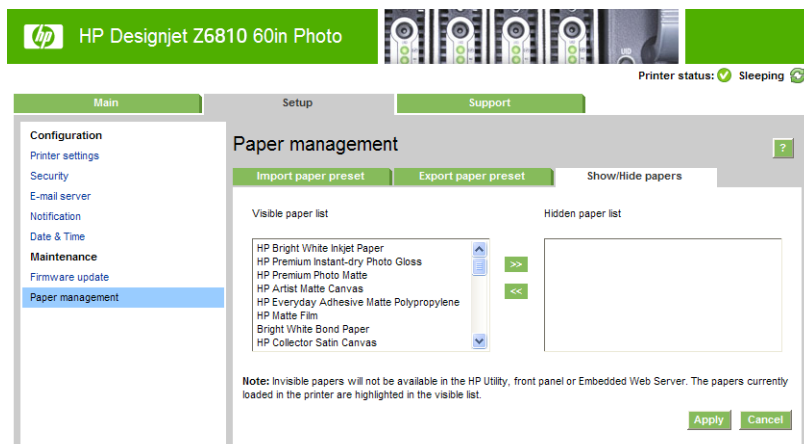 hp HP Designjet Z6810 60in Photo
UID
Printer status: Sleeping
Main Setup Support
Configuration
Printer settings
Security
E-mail server
Notification
Date & Time
Maintenance
Firmware update
Paper management
Paper management ?
Import paper preset Export paper preset Show/Hide papers
Visible paper list Hidden paper list
HP Bright White Inkjet Paper
HP Premium Instant-dry Photo Gloss
HP Premium Photo Matte
HP Artist Matte Canvas
HP Everyday Adhesive Matte Polypropylene
HP Matte Film
Bright White Bond Paper
HP Collector Satin Canvas
>>
<<
Note: Invisible papers will not be available in the HP Utility, front panel or Embedded Web Server. The papers currently
loaded in the printer are highlighted in the visible list.
Apply Cancel